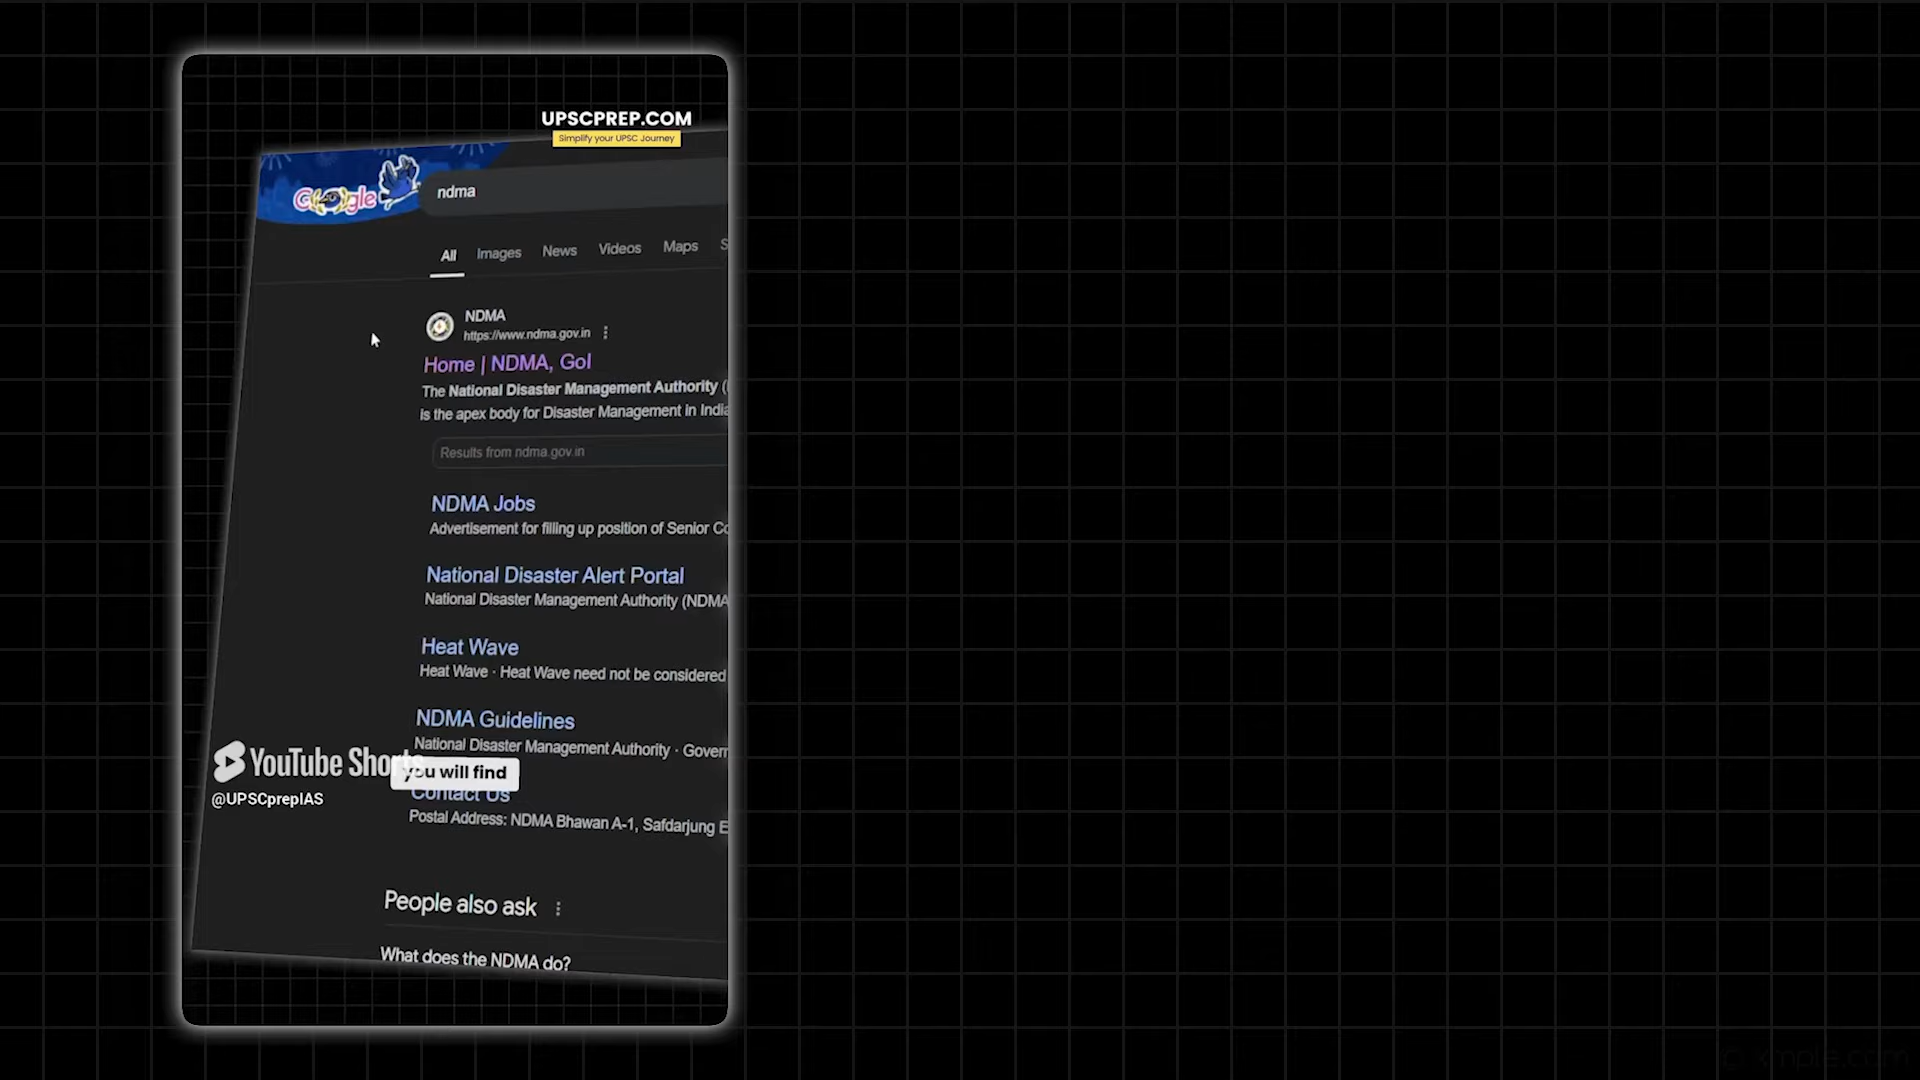 UPSCPREP.COM
Simplify your UPSC Journey
Google
ndma
All Images News Videos Maps
NDMA
https://www.ndma.gov.in
Home | NDMA, GoI
The National Disaster Management Authority (
is the apex body for Disaster Management in India
Results from ndma.gov.in
NDMA Jobs
Advertisement for filling up position of Senior Co
National Disaster Alert Portal
National Disaster Management Authority (NDMA
Heat Wave
Heat Wave · Heat Wave need not be considered
NDMA Guidelines
National Disaster Management Authority · Govern
YouTube Shorts
you will find
@UPSCprepIAS
Contact Us
Postal Address: NDMA Bhawan A-1, Safdarjung E
People also ask
What does the NDMA do?